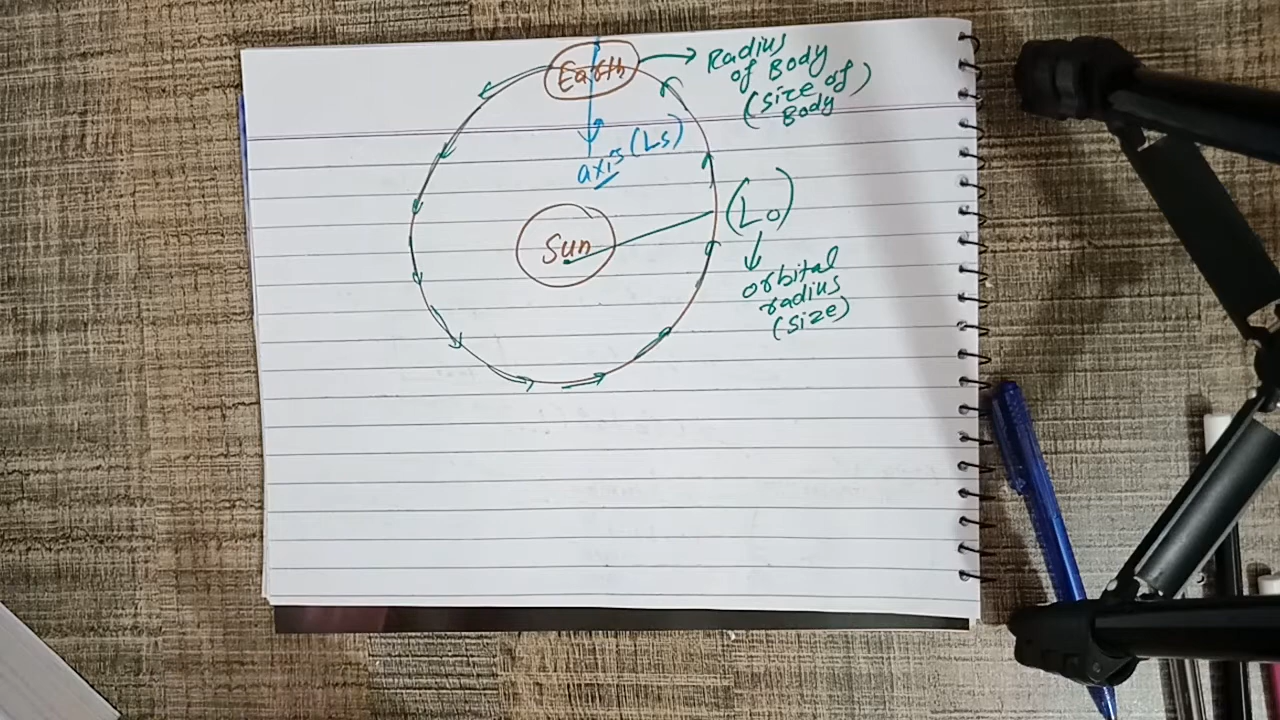 Earth
Radius
of Body
(size of)
Body
axis (Ls)
(Lo)
Sun
orbital
radius
(size)